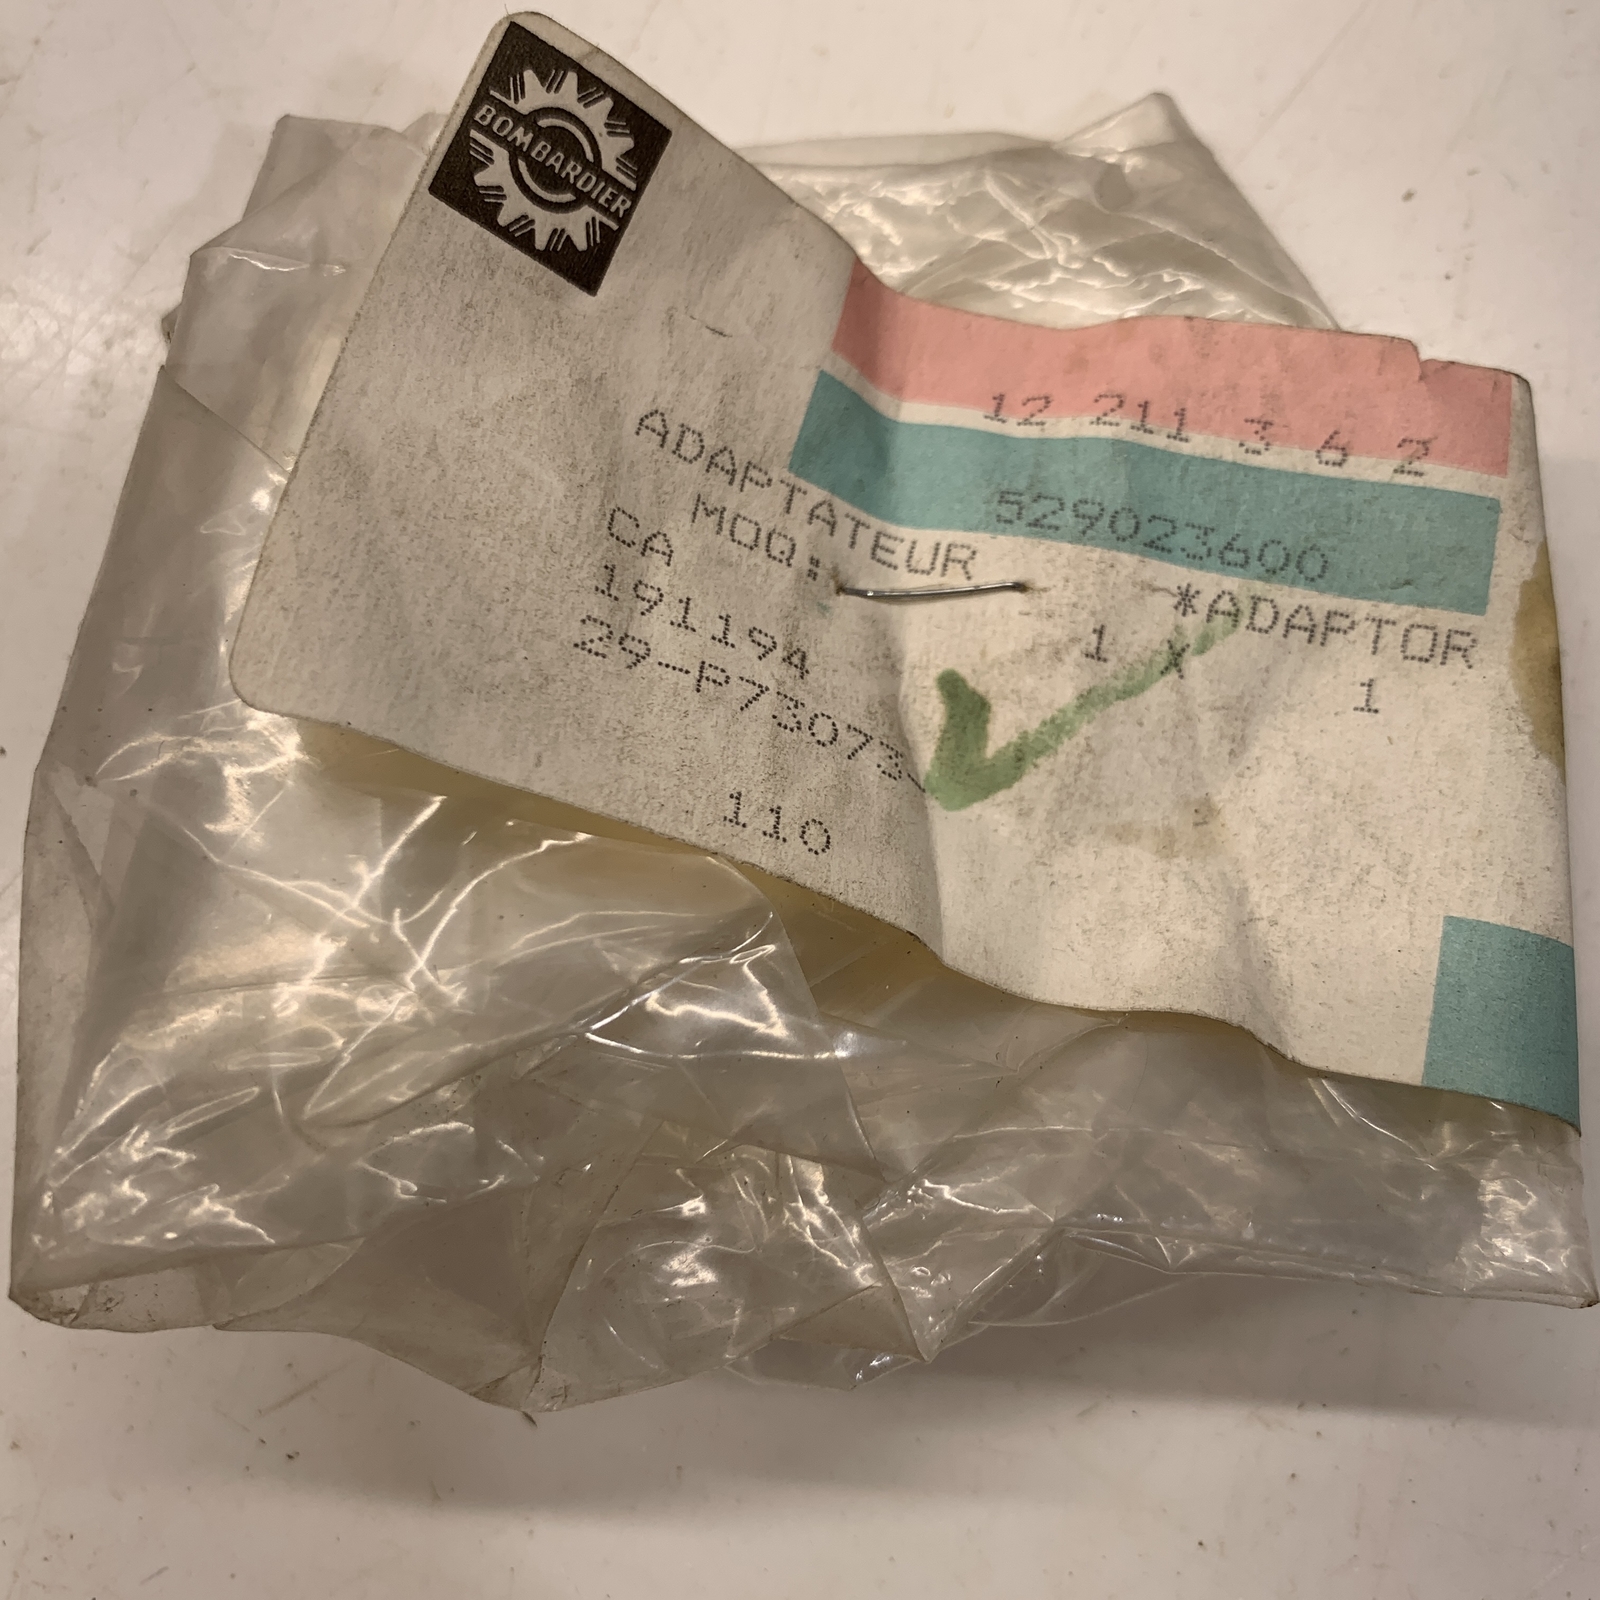 BOMBARDIER
12 211 3 6 2
529023600
ADAPTATEUR *ADAPTOR
MOQ: 1 X 1
CA
191194
29-P73073-
110